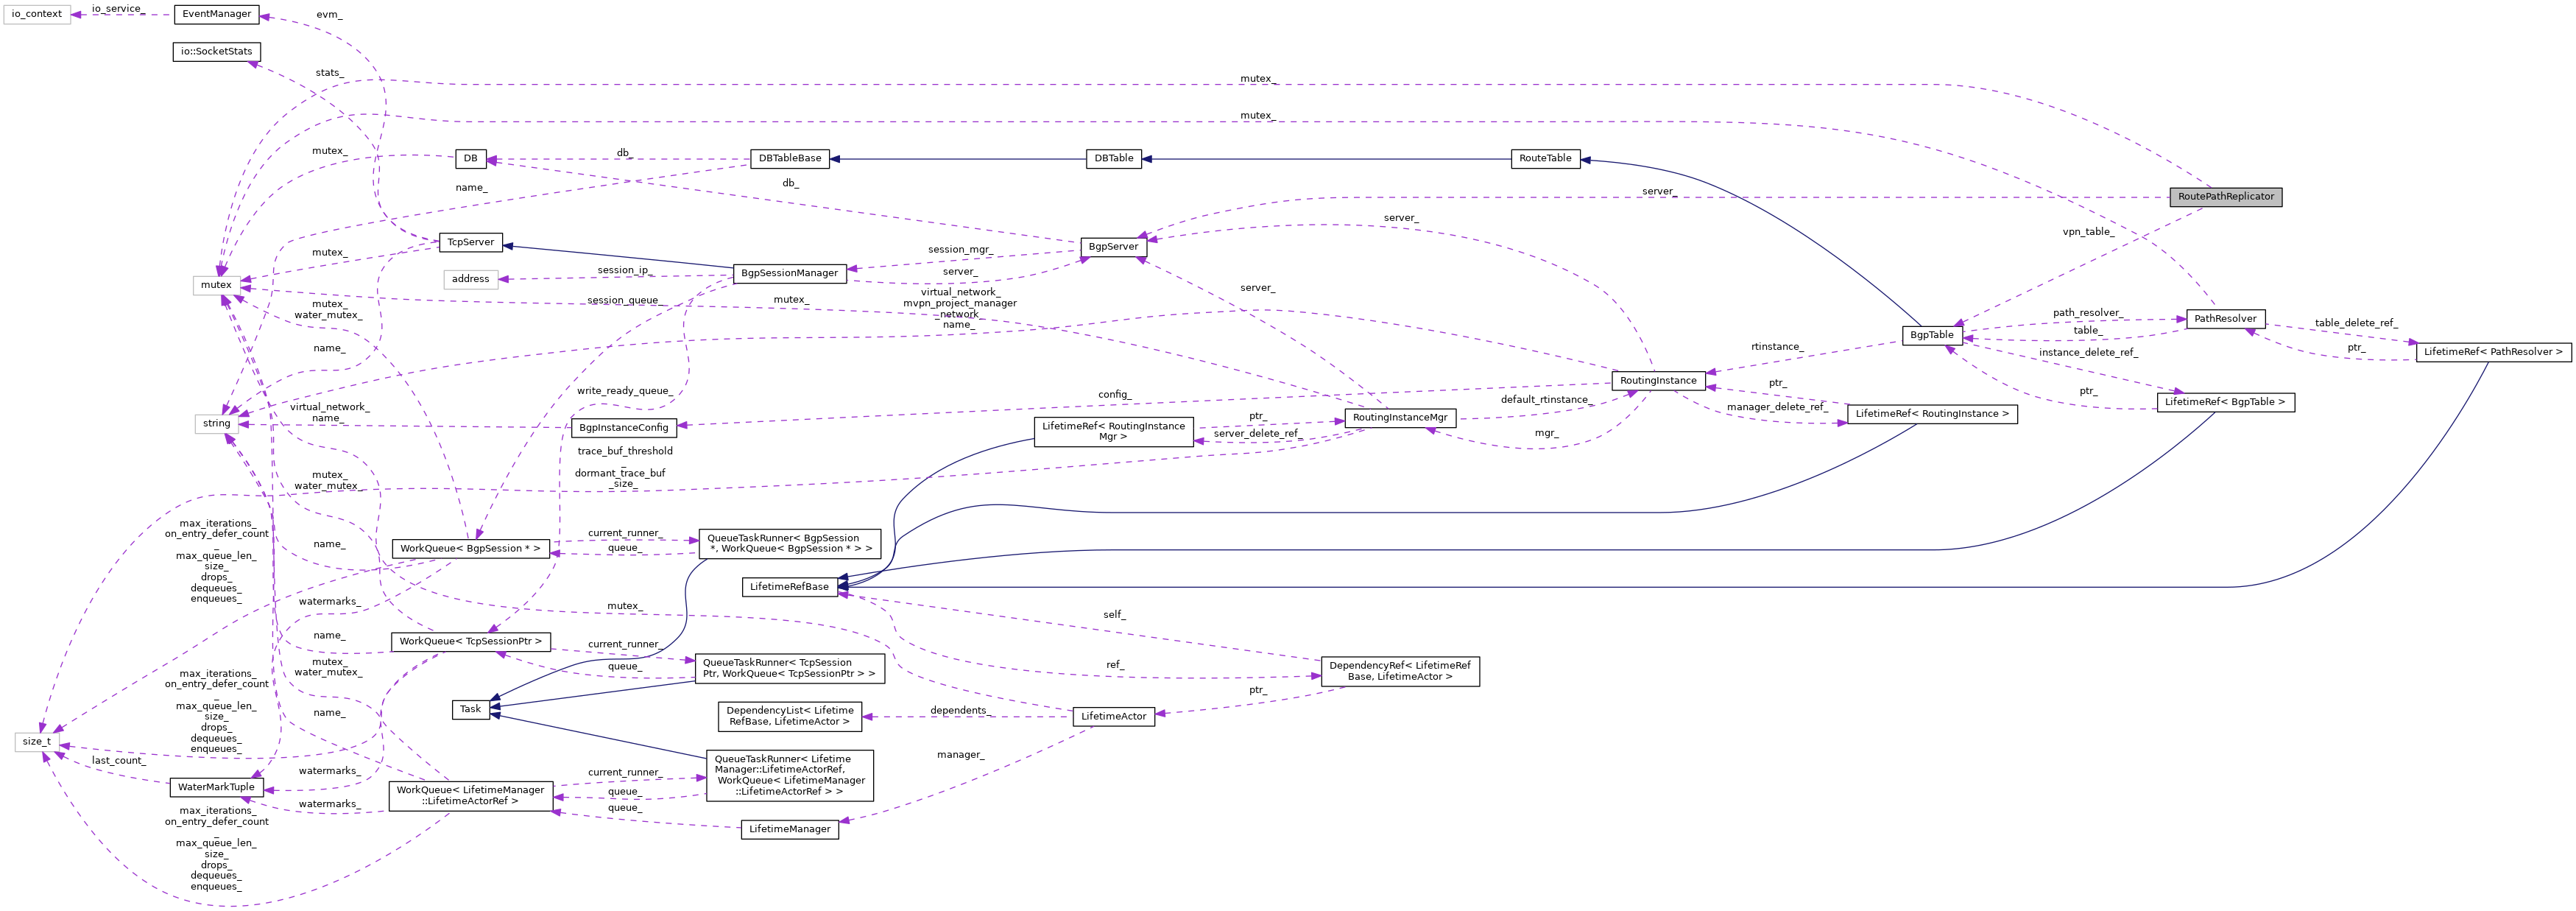 io_context
io_service_
EventManager
evm_
io::SocketStats
stats_
mutex_
mutex_
mutex_
DB
db_
DBTableBase
DBTable
RouteTable
name_
db_
RoutePathReplicator
server_
server_
vpn_table_
TcpServer
mutex_
BgpServer
session_mgr_
address
session_ip_
BgpSessionManager
server_
server_
mutex
mutex_
water_mutex_
session_queue_
mutex_
virtual_network_
mvpn_project_manager
_network_
name_
path_resolver_
table_
PathResolver
table_delete_ref_
ptr_
LifetimeRef< PathResolver >
BgpTable
rtinstance_
instance_delete_ref_
name_
RoutingInstance
ptr_
manager_delete_ref_
LifetimeRef< RoutingInstance >
ptr_
LifetimeRef< BgpTable >
write_ready_queue_
config_
string
virtual_network_
name_
BgpInstanceConfig
LifetimeRef< RoutingInstance
Mgr >
ptr_
server_delete_ref_
RoutingInstanceMgr
default_rtinstance_
mgr_
trace_buf_threshold
_
dormant_trace_buf
_size_
mutex_
water_mutex_
max_iterations_
on_entry_defer_count
_
max_queue_len_
size_
drops_
dequeues_
enqueues_
name_
WorkQueue< BgpSession * >
current_runner_
queue_
QueueTaskRunner< BgpSession
*, WorkQueue< BgpSession * > >
LifetimeRefBase
watermarks_
mutex_
self_
name_
WorkQueue< TcpSessionPtr >
current_runner_
queue_
QueueTaskRunner< TcpSession
Ptr, WorkQueue< TcpSessionPtr > >
ref_
DependencyRef< LifetimeRef
Base, LifetimeActor >
ptr_
mutex_
water_mutex_
max_iterations_
on_entry_defer_count
_
max_queue_len_
size_
drops_
dequeues_
enqueues_
name_
Task
DependencyList< Lifetime
RefBase, LifetimeActor >
dependents_
LifetimeActor
size_t
last_count_
WaterMarkTuple
watermarks_
watermarks_
manager_
WorkQueue< LifetimeManager
::LifetimeActorRef >
current_runner_
queue_
queue_
QueueTaskRunner< Lifetime
Manager::LifetimeActorRef,
WorkQueue< LifetimeManager
::LifetimeActorRef > >
LifetimeManager
max_iterations_
on_entry_defer_count
_
max_queue_len_
size_
drops_
dequeues_
enqueues_